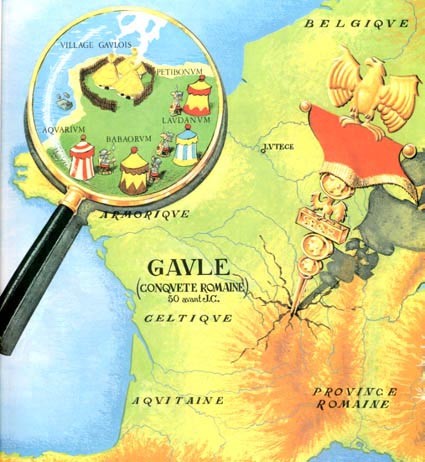 BELGIQVE
VILLAGE GAVLOIS
PETIBONVM
LAVDANVM
AQVARIVM
BABAORVM
LVTECE
ARMORIQVE
GAVLE
(CONQVETE ROMAINE)
50 avant J.C.
CELTIQVE
AQVITAINE
PROVINCE
ROMAINE